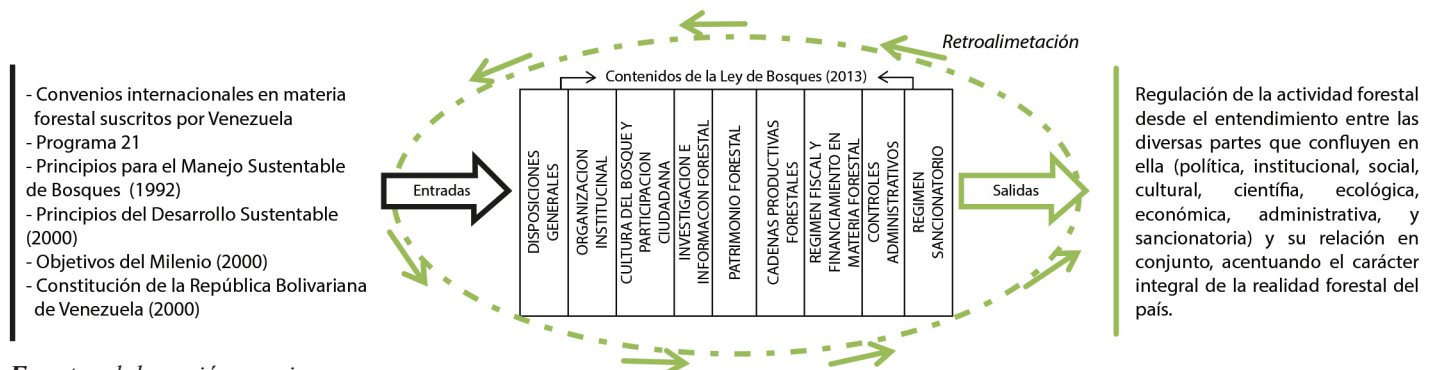 Retroalimetación
Contenidos de la Ley de Bosques (2013)
- Convenios internacionales en materia
forestal suscritos por Venezuela
- Programa 21
- Principios para el Manejo Sustentable
de Bosques (1992)
- Principios del Desarrollo Sustentable
(2000)
- Objetivos del Milenio (2000)
- Constitución de la República Bolivariana
de Venezuela (2000)
Entradas
DISPOSICIONES
GENERALES
ORGANIZACION
INSTITUCINAL
CULTURA DEL BOSQUE Y
PARTICIPACION
CIUDADANA
INVESTIGACION E
INFORMACON FORESTAL
PATRIMONIO FORESTAL
CADENAS PRODUCTIVAS
FORESTALES
REGIMEN FISCAL Y
FINANCIAMIENTO EN
MATERIA FORESTAL
CONTROLES
ADMINISTRATIVOS
REGIMEN
SANCIONATORIO
Salidas
Regulación de la actividad forestal
desde el entendimiento entre las
diversas partes que confluyen en
ella (política, institucional, social,
cultural, científia, ecológica,
económica, administrativa, y
sancionatoria) y su relación en
conjunto, acentuando el carácter
integral de la realidad forestal del
país.